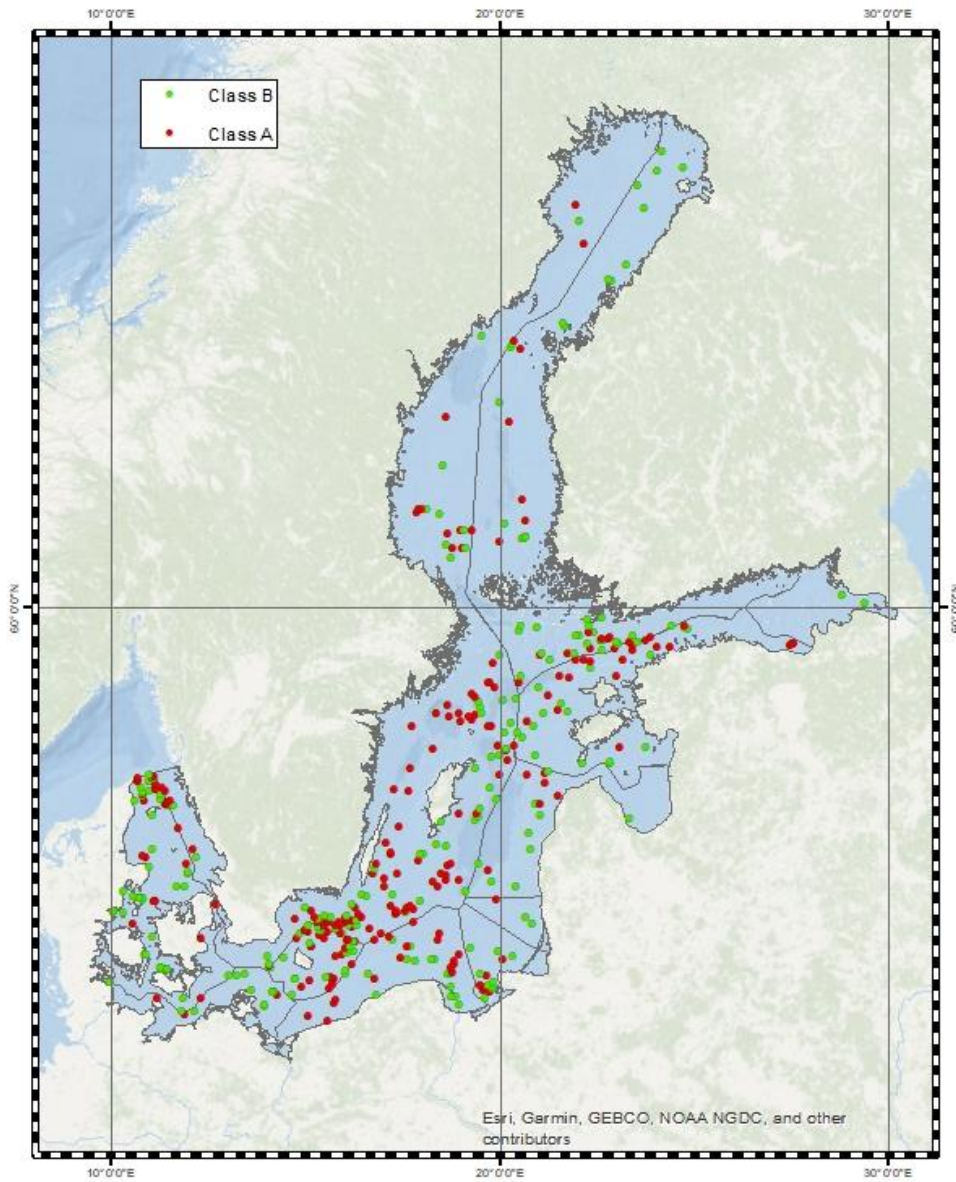 10°0'0"E 20°0'0"E 30°0'0"E
Class B
Class A
60°0'0"N 60°0'0"N
Esri, Garmin, GEBCO, NOAA NGDC, and other
contributors
10°0'0"E 20°0'0"E 30°0'0"E